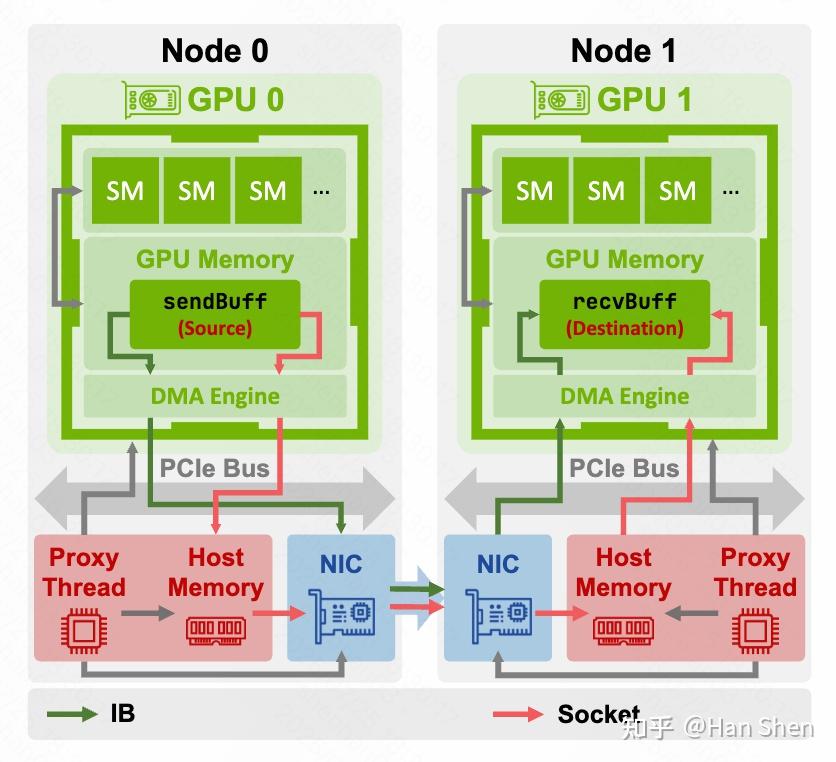 Node 0
GPU 0
SM SM SM ...
GPU Memory
sendBuff
(Source)
DMA Engine
PCIe Bus
Proxy
Thread
Host
Memory
NIC
Node 1
GPU 1
SM SM SM ...
GPU Memory
recvBuff
(Destination)
DMA Engine
PCIe Bus
NIC
Host
Memory
Proxy
Thread
IB
Socket
知乎 @Han Shen